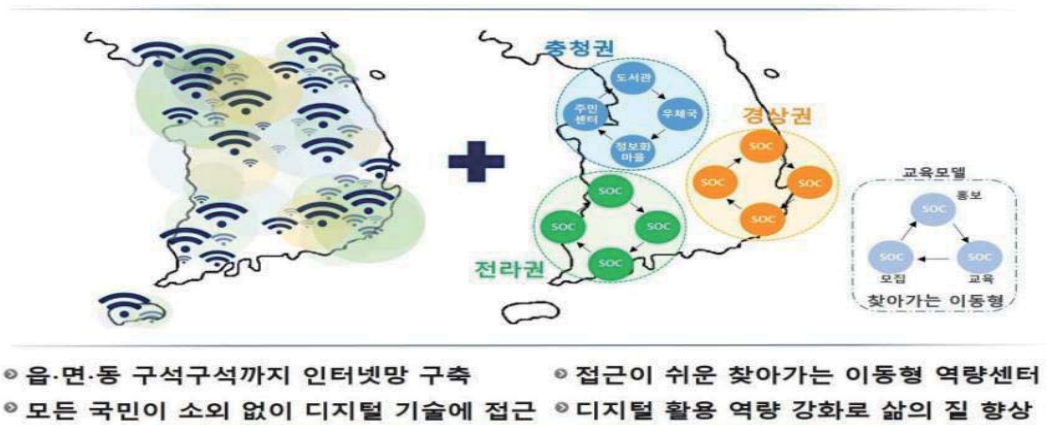 충청권
도서관
주민
센터
우체국
정보화
마을
경상권
SOC
SOC
SOC
SOC
전라권
SOC
SOC
SOC
SOC
교육모델
홍보
SOC
SOC
SOC
모집
교육
찾아가는 이동형
읍·면·동 구석구석까지 인터넷망 구축
모든 국민이 소외 없이 디지털 기술에 접근
접근이 쉬운 찾아가는 이동형 역량센터
디지털 활용 역량 강화로 삶의 질 향상